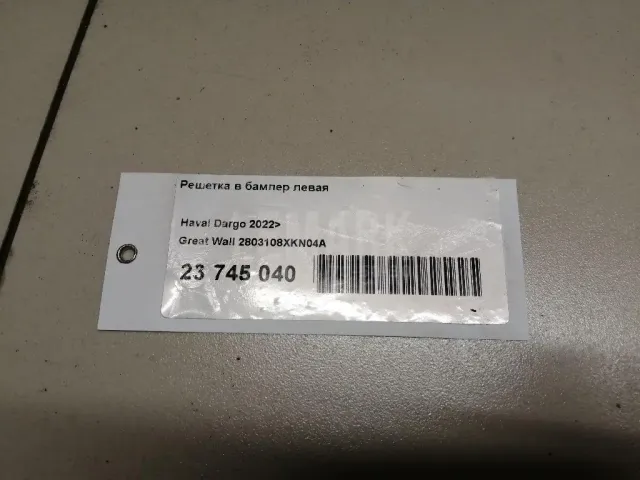 Решетка в бампер левая
Haval Dargo 2022>
Great Wall 2803108XKN04A
23 745 040